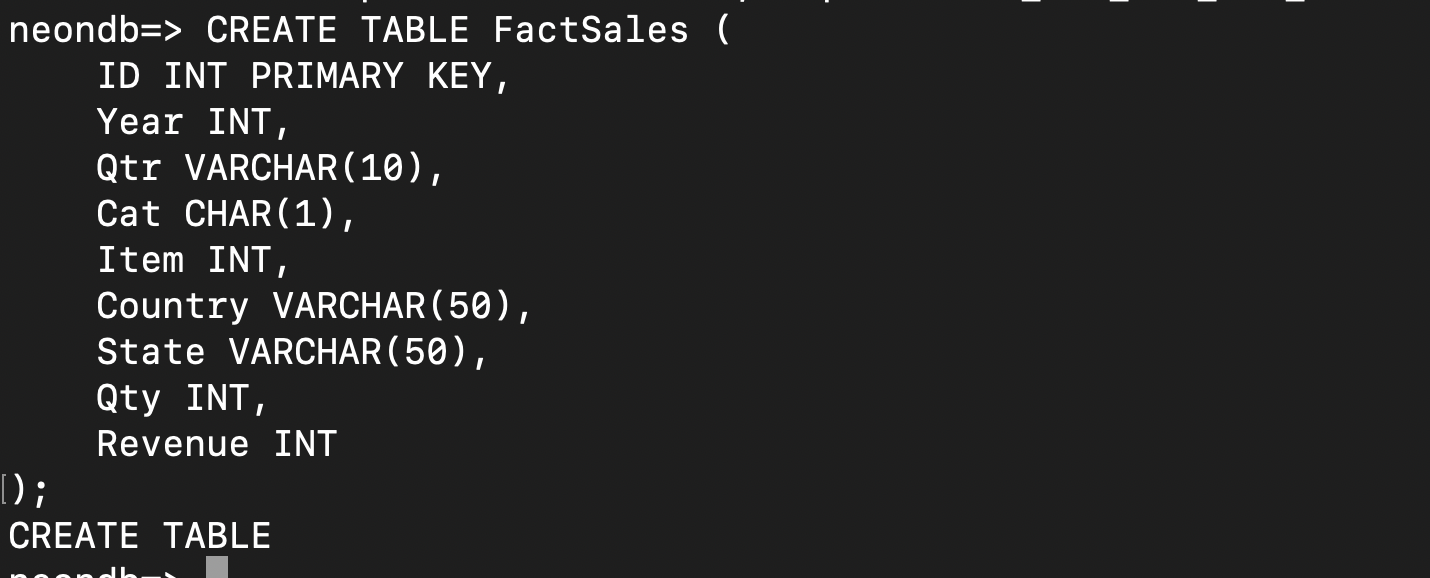 neondb=> CREATE TABLE FactSales (
    ID INT PRIMARY KEY,
    Year INT,
    Qtr VARCHAR(10),
    Cat CHAR(1),
    Item INT,
    Country VARCHAR(50),
    State VARCHAR(50),
    Qty INT,
    Revenue INT
);
CREATE TABLE
neondb=>